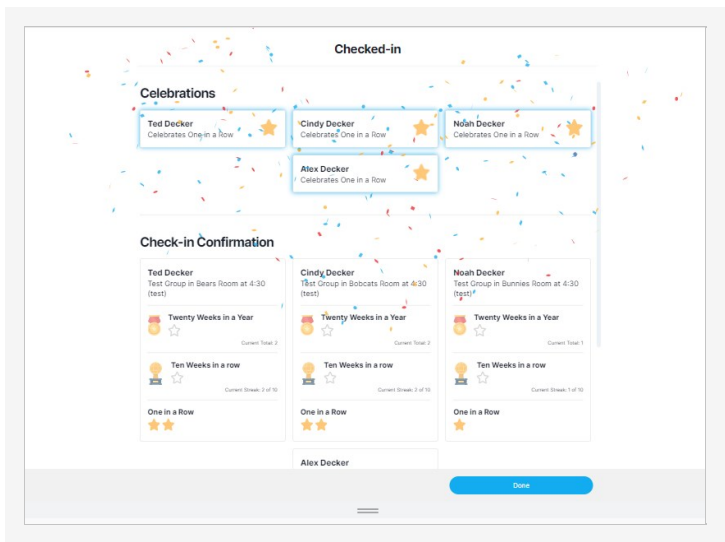 Checked-in
Celebrations
Ted Decker
Celebrates One in a Row
Cindy Decker
Celebrates One in a Row
Noah Decker
Celebrates One in a Row
Alex Decker
Celebrates One in a Row
Check-in Confirmation
Ted Decker
Test Group in Bears Room at 4:30
(test)
Twenty Weeks in a Year
Current Total: 2
Ten Weeks in a row
Current Streak: 2 of 10
One in a Row
Cindy Decker
Test Group in Bobcats Room at 4:30
(test)
Twenty Weeks in a Year
Current Total: 2
Ten Weeks in a row
Current Streak: 2 of 10
One in a Row
Noah Decker
Test Group in Bunnies Room at 4:30
(test)
Twenty Weeks in a Year
Current Total: 1
Ten Weeks in a row
Current Streak: 1 of 10
One in a Row
Alex Decker
Done